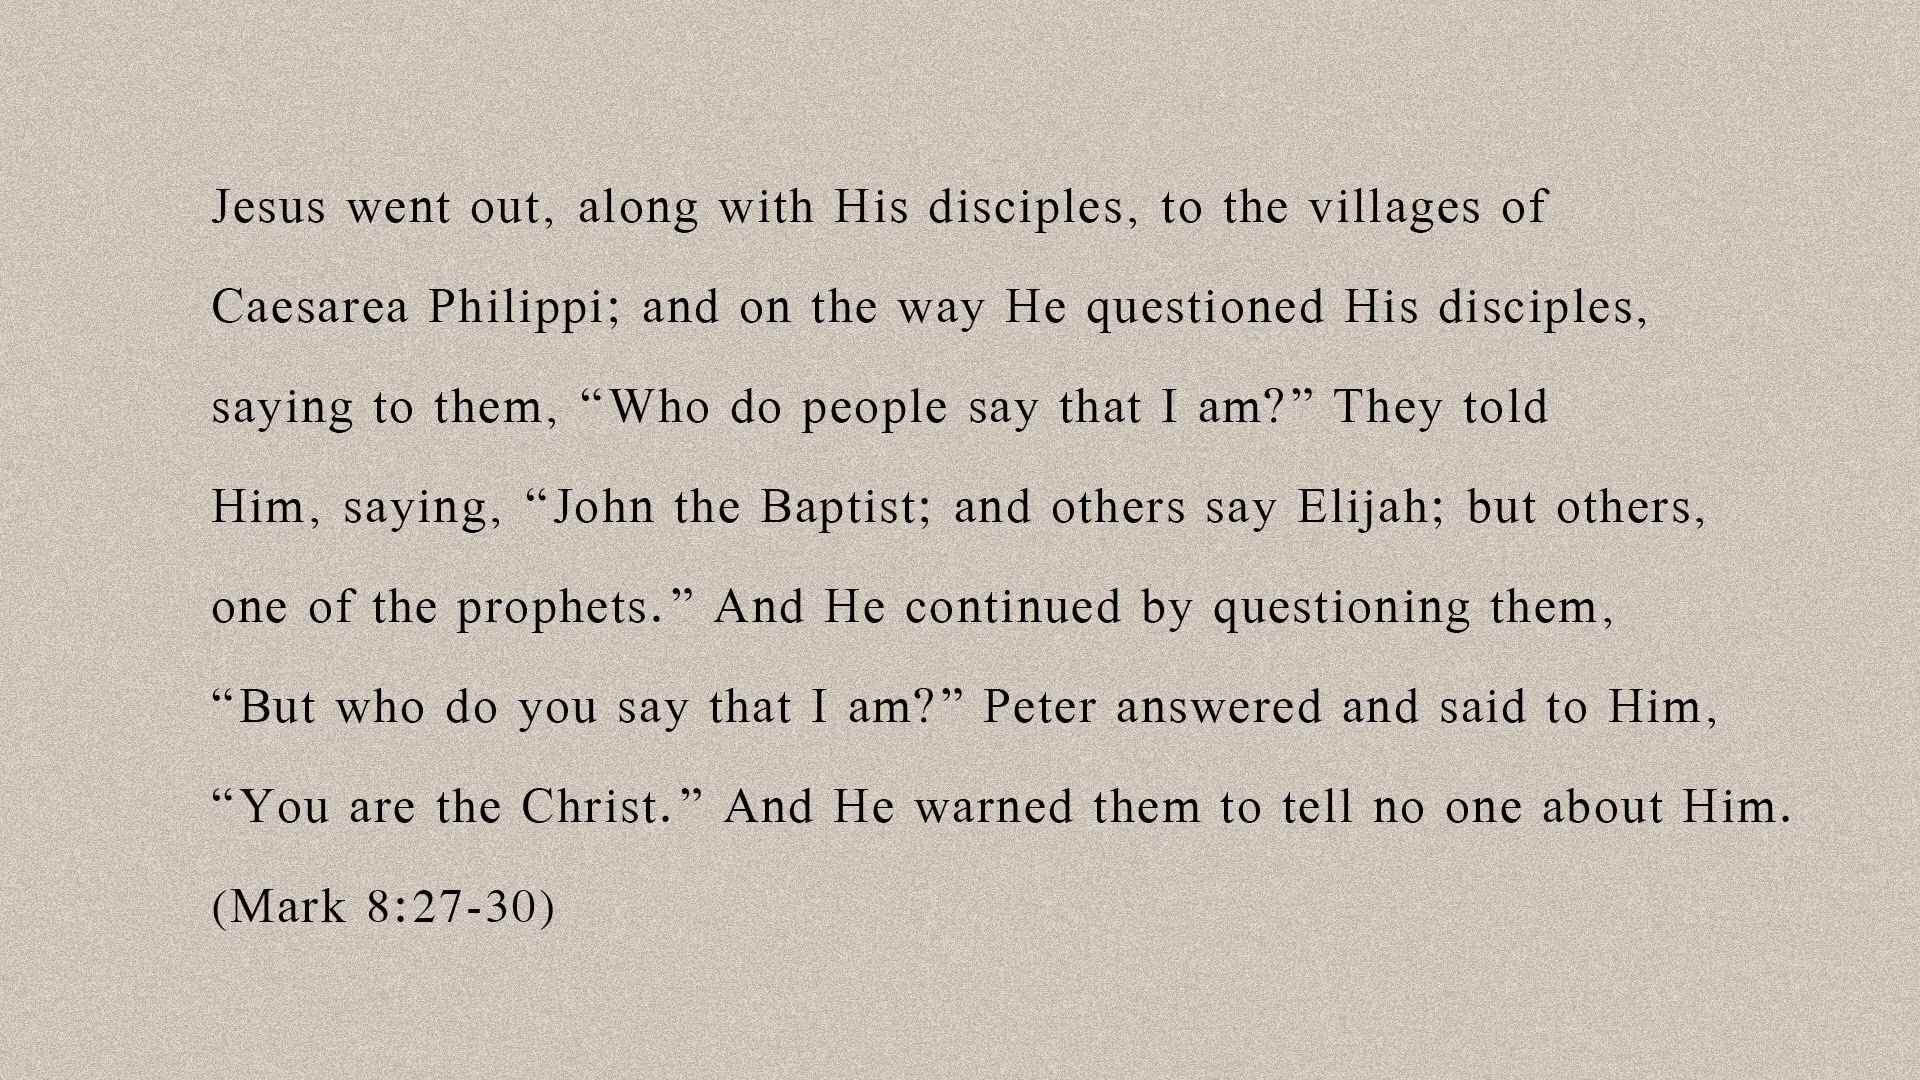 Jesus went out, along with His disciples, to the villages of
Caesarea Philippi; and on the way He questioned His disciples,
saying to them, “Who do people say that I am?” They told
Him, saying, “John the Baptist; and others say Elijah; but others,
one of the prophets.” And He continued by questioning them,
“But who do you say that I am?” Peter answered and said to Him,
“You are the Christ.” And He warned them to tell no one about Him.
(Mark 8:27-30)